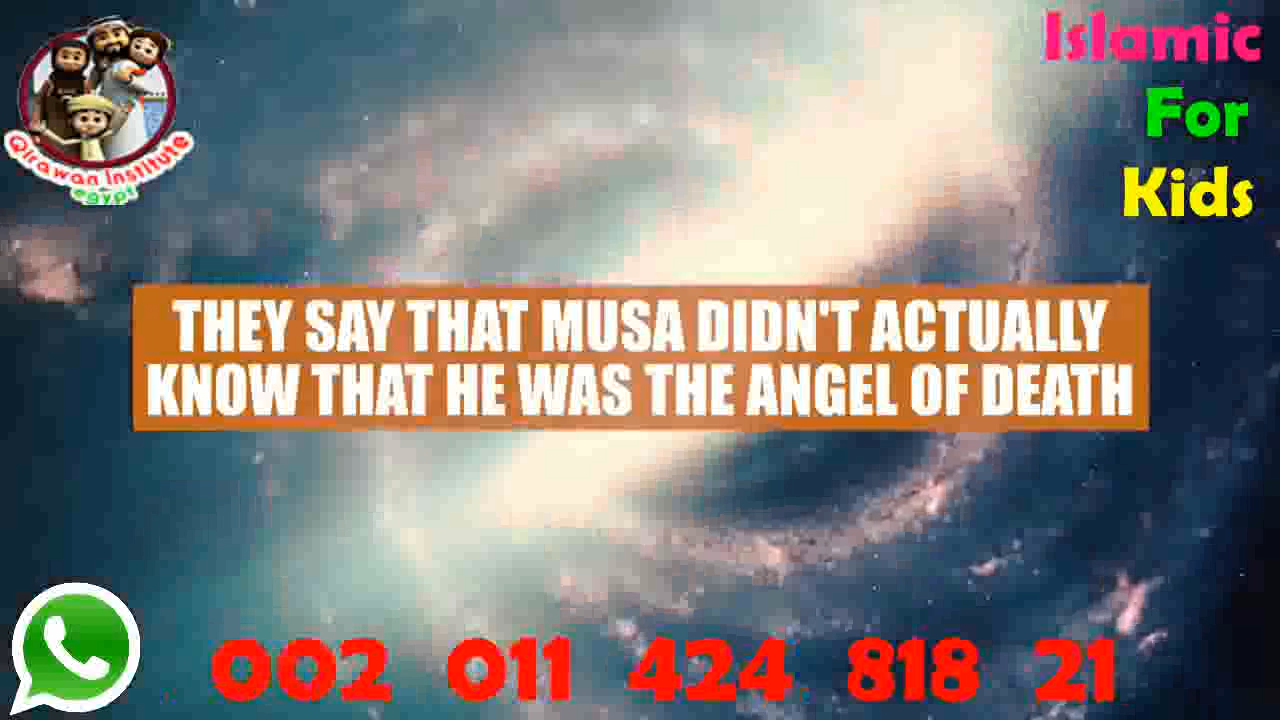 Islamic
For
Kids
Qirawan Institute
egypt
THEY SAY THAT MUSA DIDN'T ACTUALLY
KNOW THAT HE WAS THE ANGEL OF DEATH
002 011 424 818 21